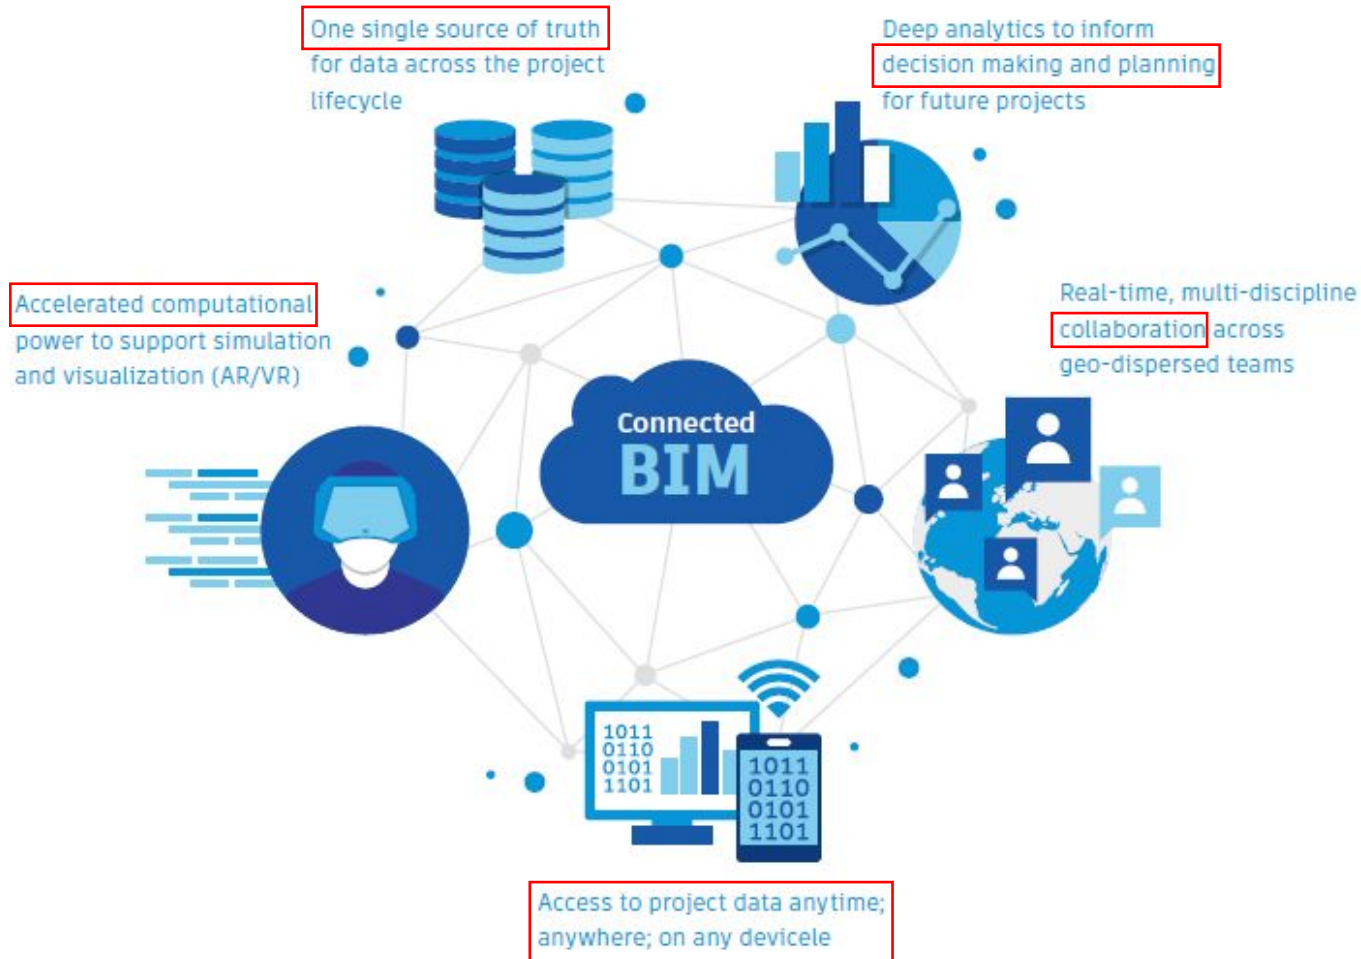 One single source of truth
for data across the project
lifecycle
Deep analytics to inform
decision making and planning
for future projects
Accelerated computational
power to support simulation
and visualization (AR/VR)
Real-time, multi-discipline
collaboration across
geo-dispersed teams
Connected
BIM
1011
0110
0101
1101
1011
0110
0101
1101
Access to project data anytime;
anywhere; on any devicele